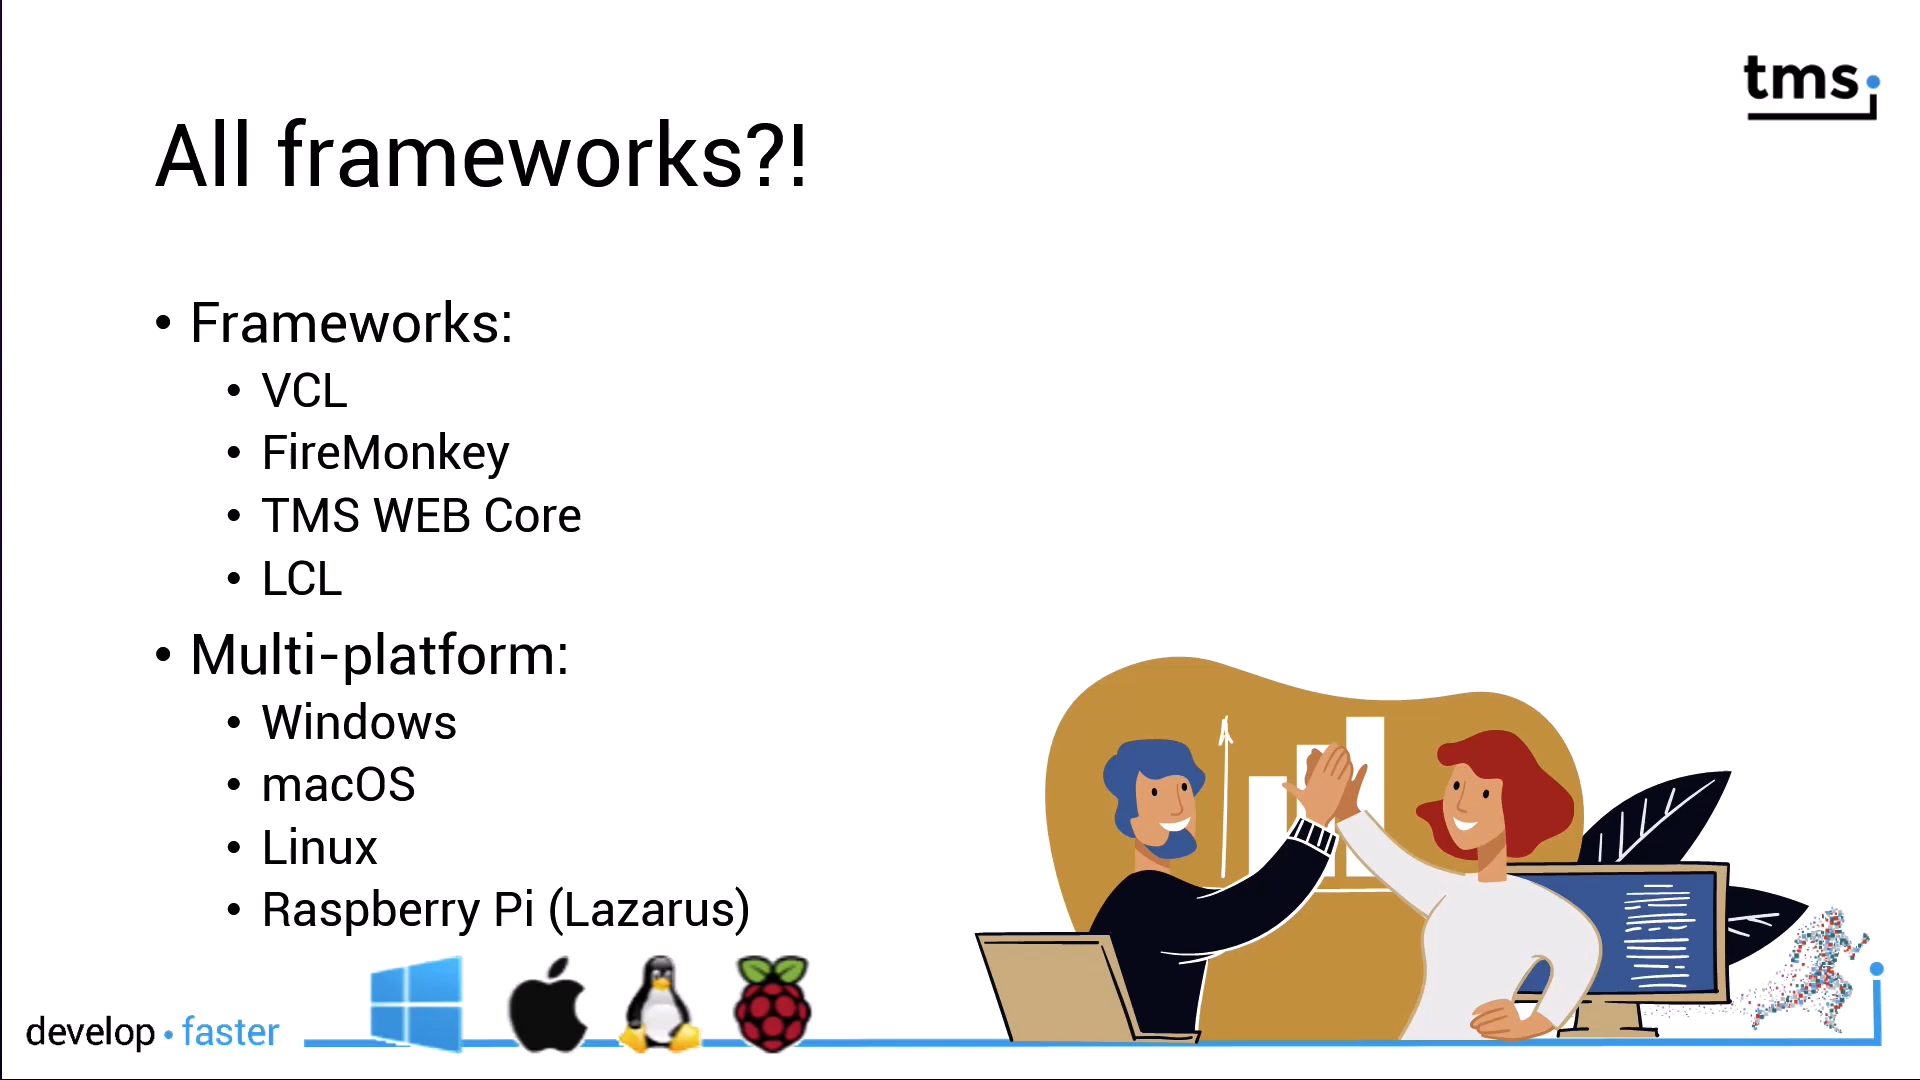 tms
All frameworks?!
• Frameworks:
• VCL
• FireMonkey
• TMS WEB Core
• LCL
• Multi-platform:
• Windows
• macOS
• Linux
• Raspberry Pi (Lazarus)
develop • faster